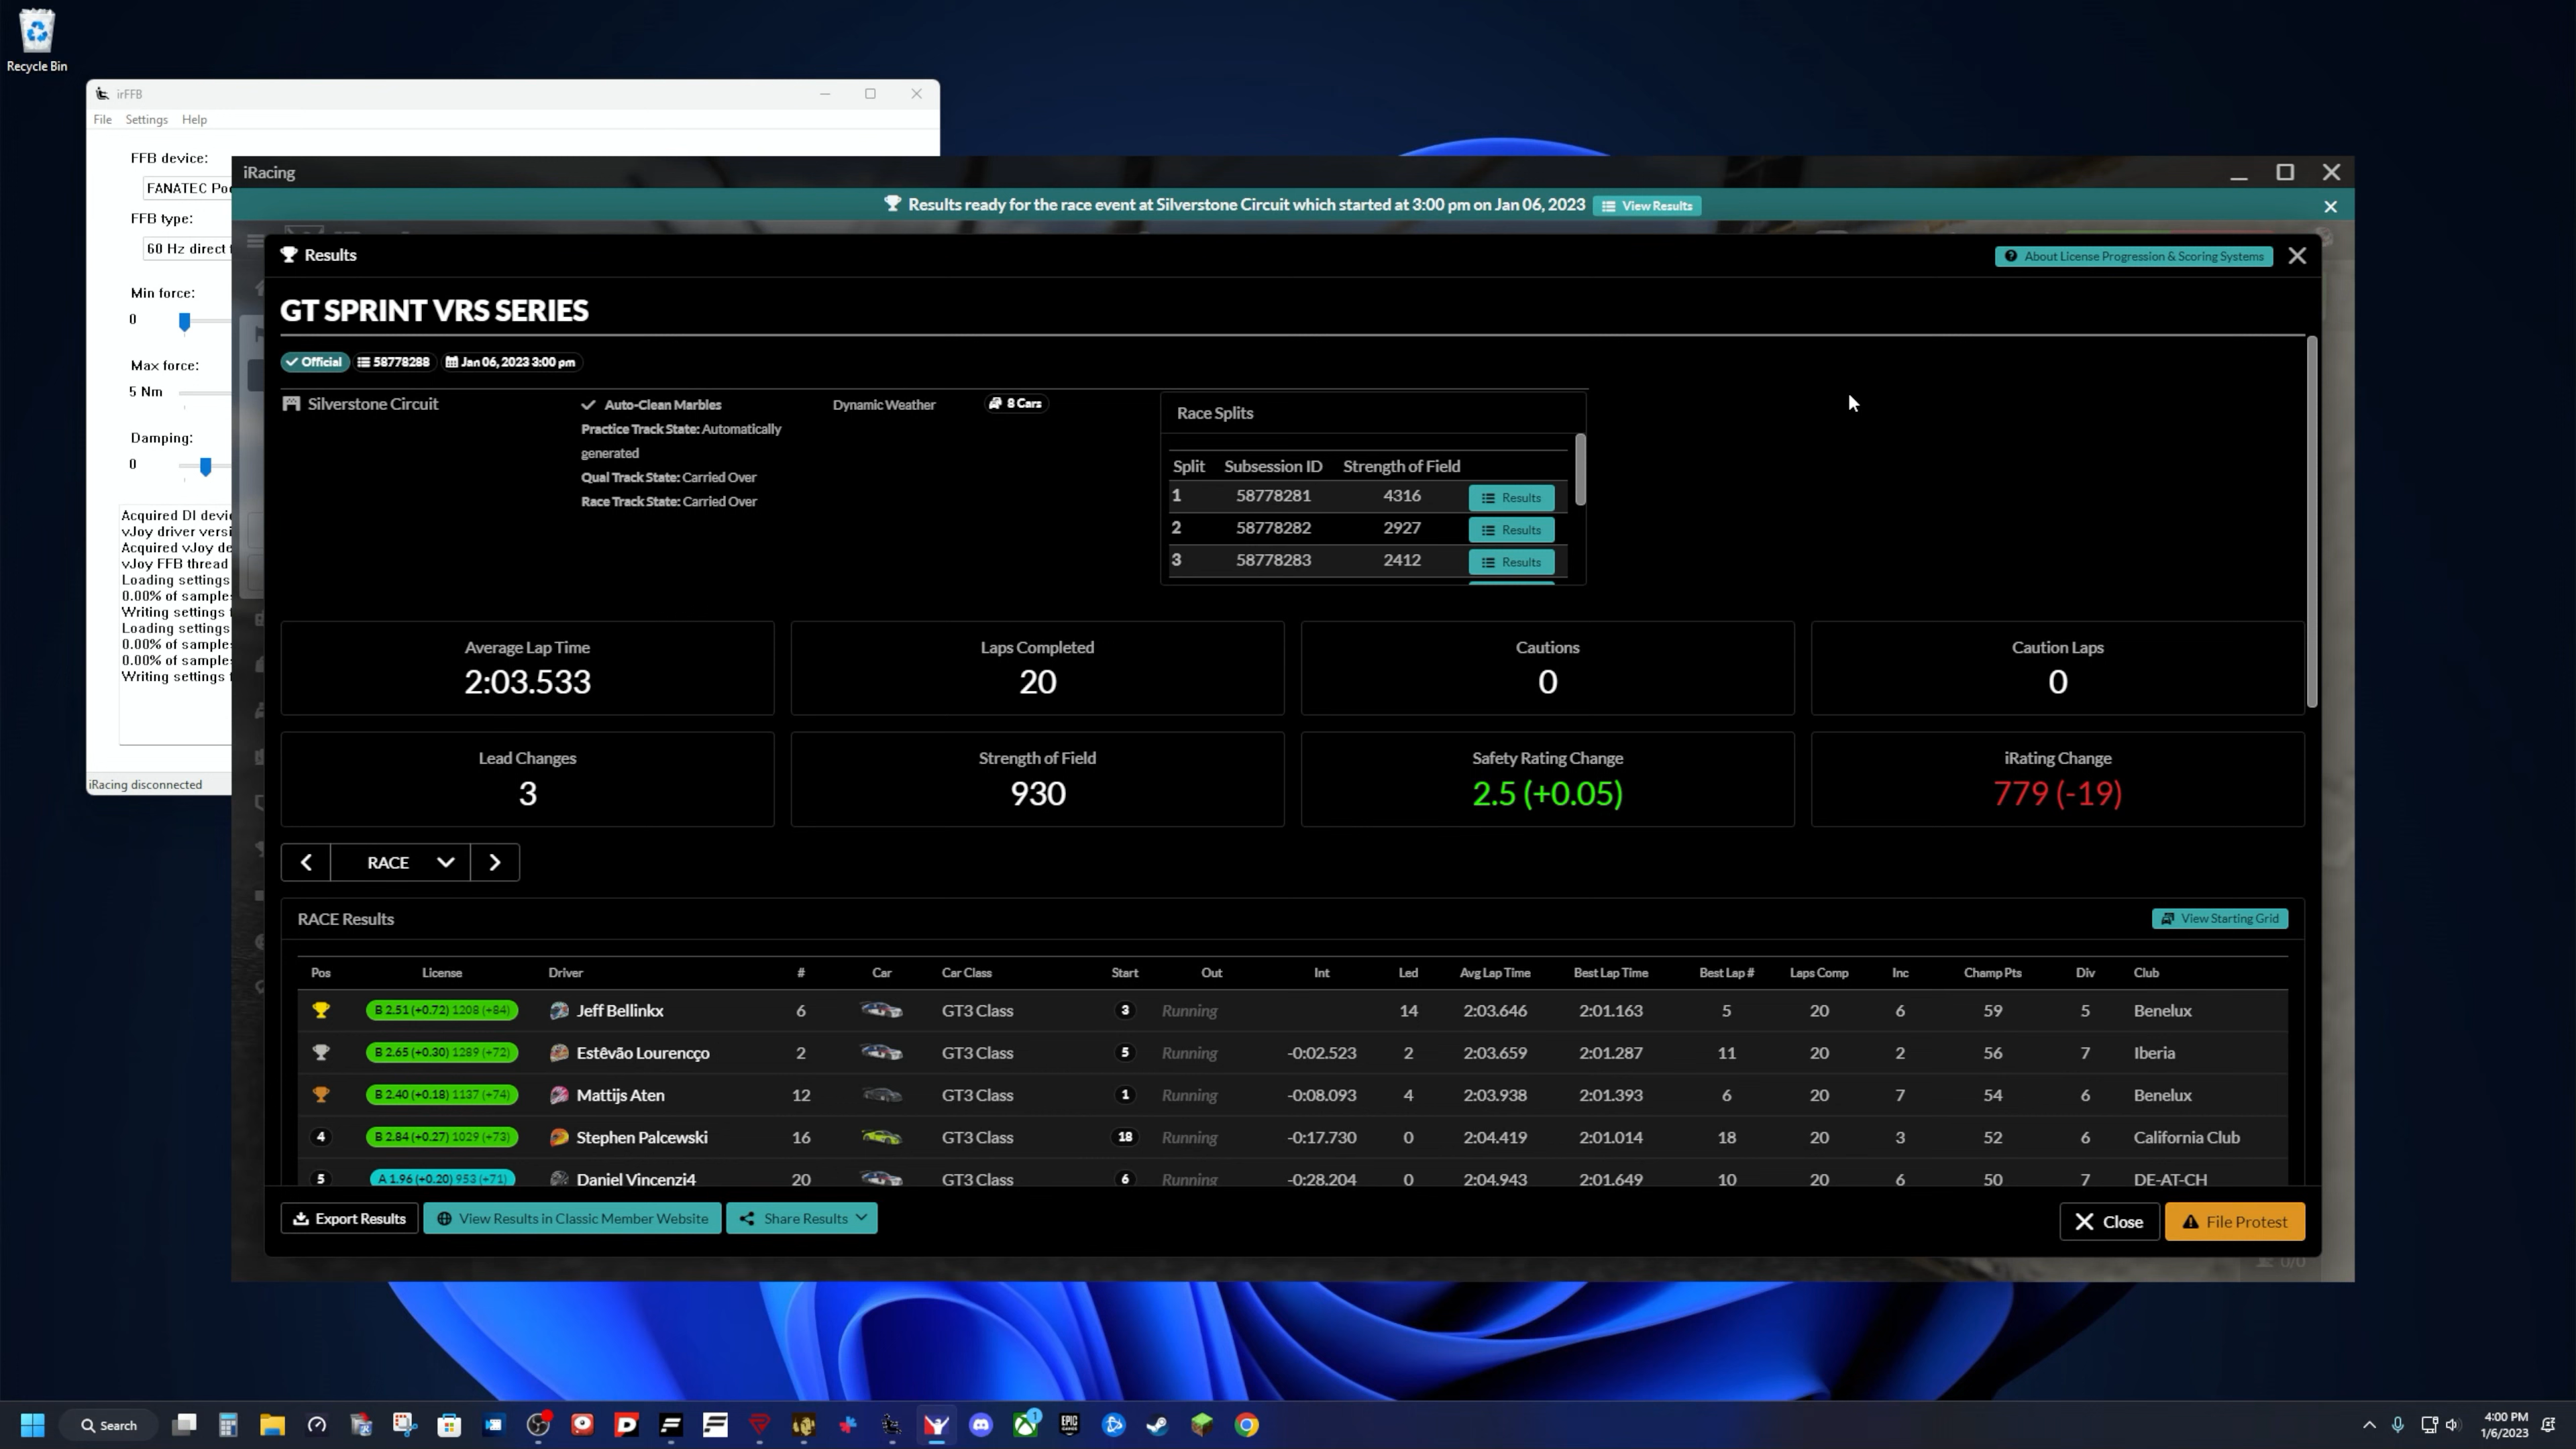 Recycle Bin
irFFB
File Settings Help
FFB device:
FANATEC
FFB type:
60 Hz direct
Min force:
0
Max force:
5 Nm
Damping:
0
Acquired DI
vJoy driver
Acquired vJoy
vJoy FFB thread
Loading settings
0.00% of
Writing settings
Loading settings
0.00% of
0.00% of
Writing settings
iRacing disconnected
iRacing
Results ready for the race event at Silverstone Circuit which started at 3:00 pm on Jan 06, 2023 View Results
Results
About License Progression & Scoring Systems
GT SPRINT VRS SERIES
Official 58778288 Jan 06, 2023 3:00 pm
Silverstone Circuit
Auto-Clean Marbles
Practice Track State: Automatically
generated
Qual Track State: Carried Over
Race Track State: Carried Over
Dynamic Weather
8 Cars
Race Splits
Split Subsession ID Strength of Field
1 58778281 4316 Results
2 58778282 2927 Results
3 58778283 2412 Results
Average Lap Time
2:03.533
Laps Completed
20
Cautions
0
Caution Laps
0
Lead Changes
3
Strength of Field
930
Safety Rating Change
2.5 (+0.05)
iRating Change
779 (-19)
RACE
RACE Results
View Starting Grid
Pos License Driver # Car Car Class Start Out Int Led Avg Lap Time Best Lap Time Best Lap # Laps Comp Inc Champ Pts Div Club
B 2.51 (+0.72) 1208 (+84) Jeff Bellinkx 6 GT3 Class 3 Running 14 2:03.646 2:01.163 5 20 6 59 5 Benelux
B 2.65 (+0.30) 1289 (+72) Estêvão Lourencço 2 GT3 Class 5 Running -0:02.523 2 2:03.659 2:01.287 11 20 2 56 7 Iberia
B 2.40 (+0.18) 1137 (+74) Mattijs Aten 12 GT3 Class 1 Running -0:08.093 4 2:03.938 2:01.393 6 20 7 54 6 Benelux
4 B 2.84 (+0.27) 1029 (+73) Stephen Palcewski 16 GT3 Class 18 Running -0:17.730 0 2:04.419 2:01.014 18 20 3 52 6 California Club
5 A 1.96 (+0.20) 953 (+71) Daniel Vincenzi4 20 GT3 Class 6 Running -0:28.204 0 2:04.943 2:01.649 10 20 6 50 7 DE-AT-CH
Export Results View Results in Classic Member Website Share Results
Close File Protest
0/0
Search
EPIC
1
4:00 PM
1/6/2023